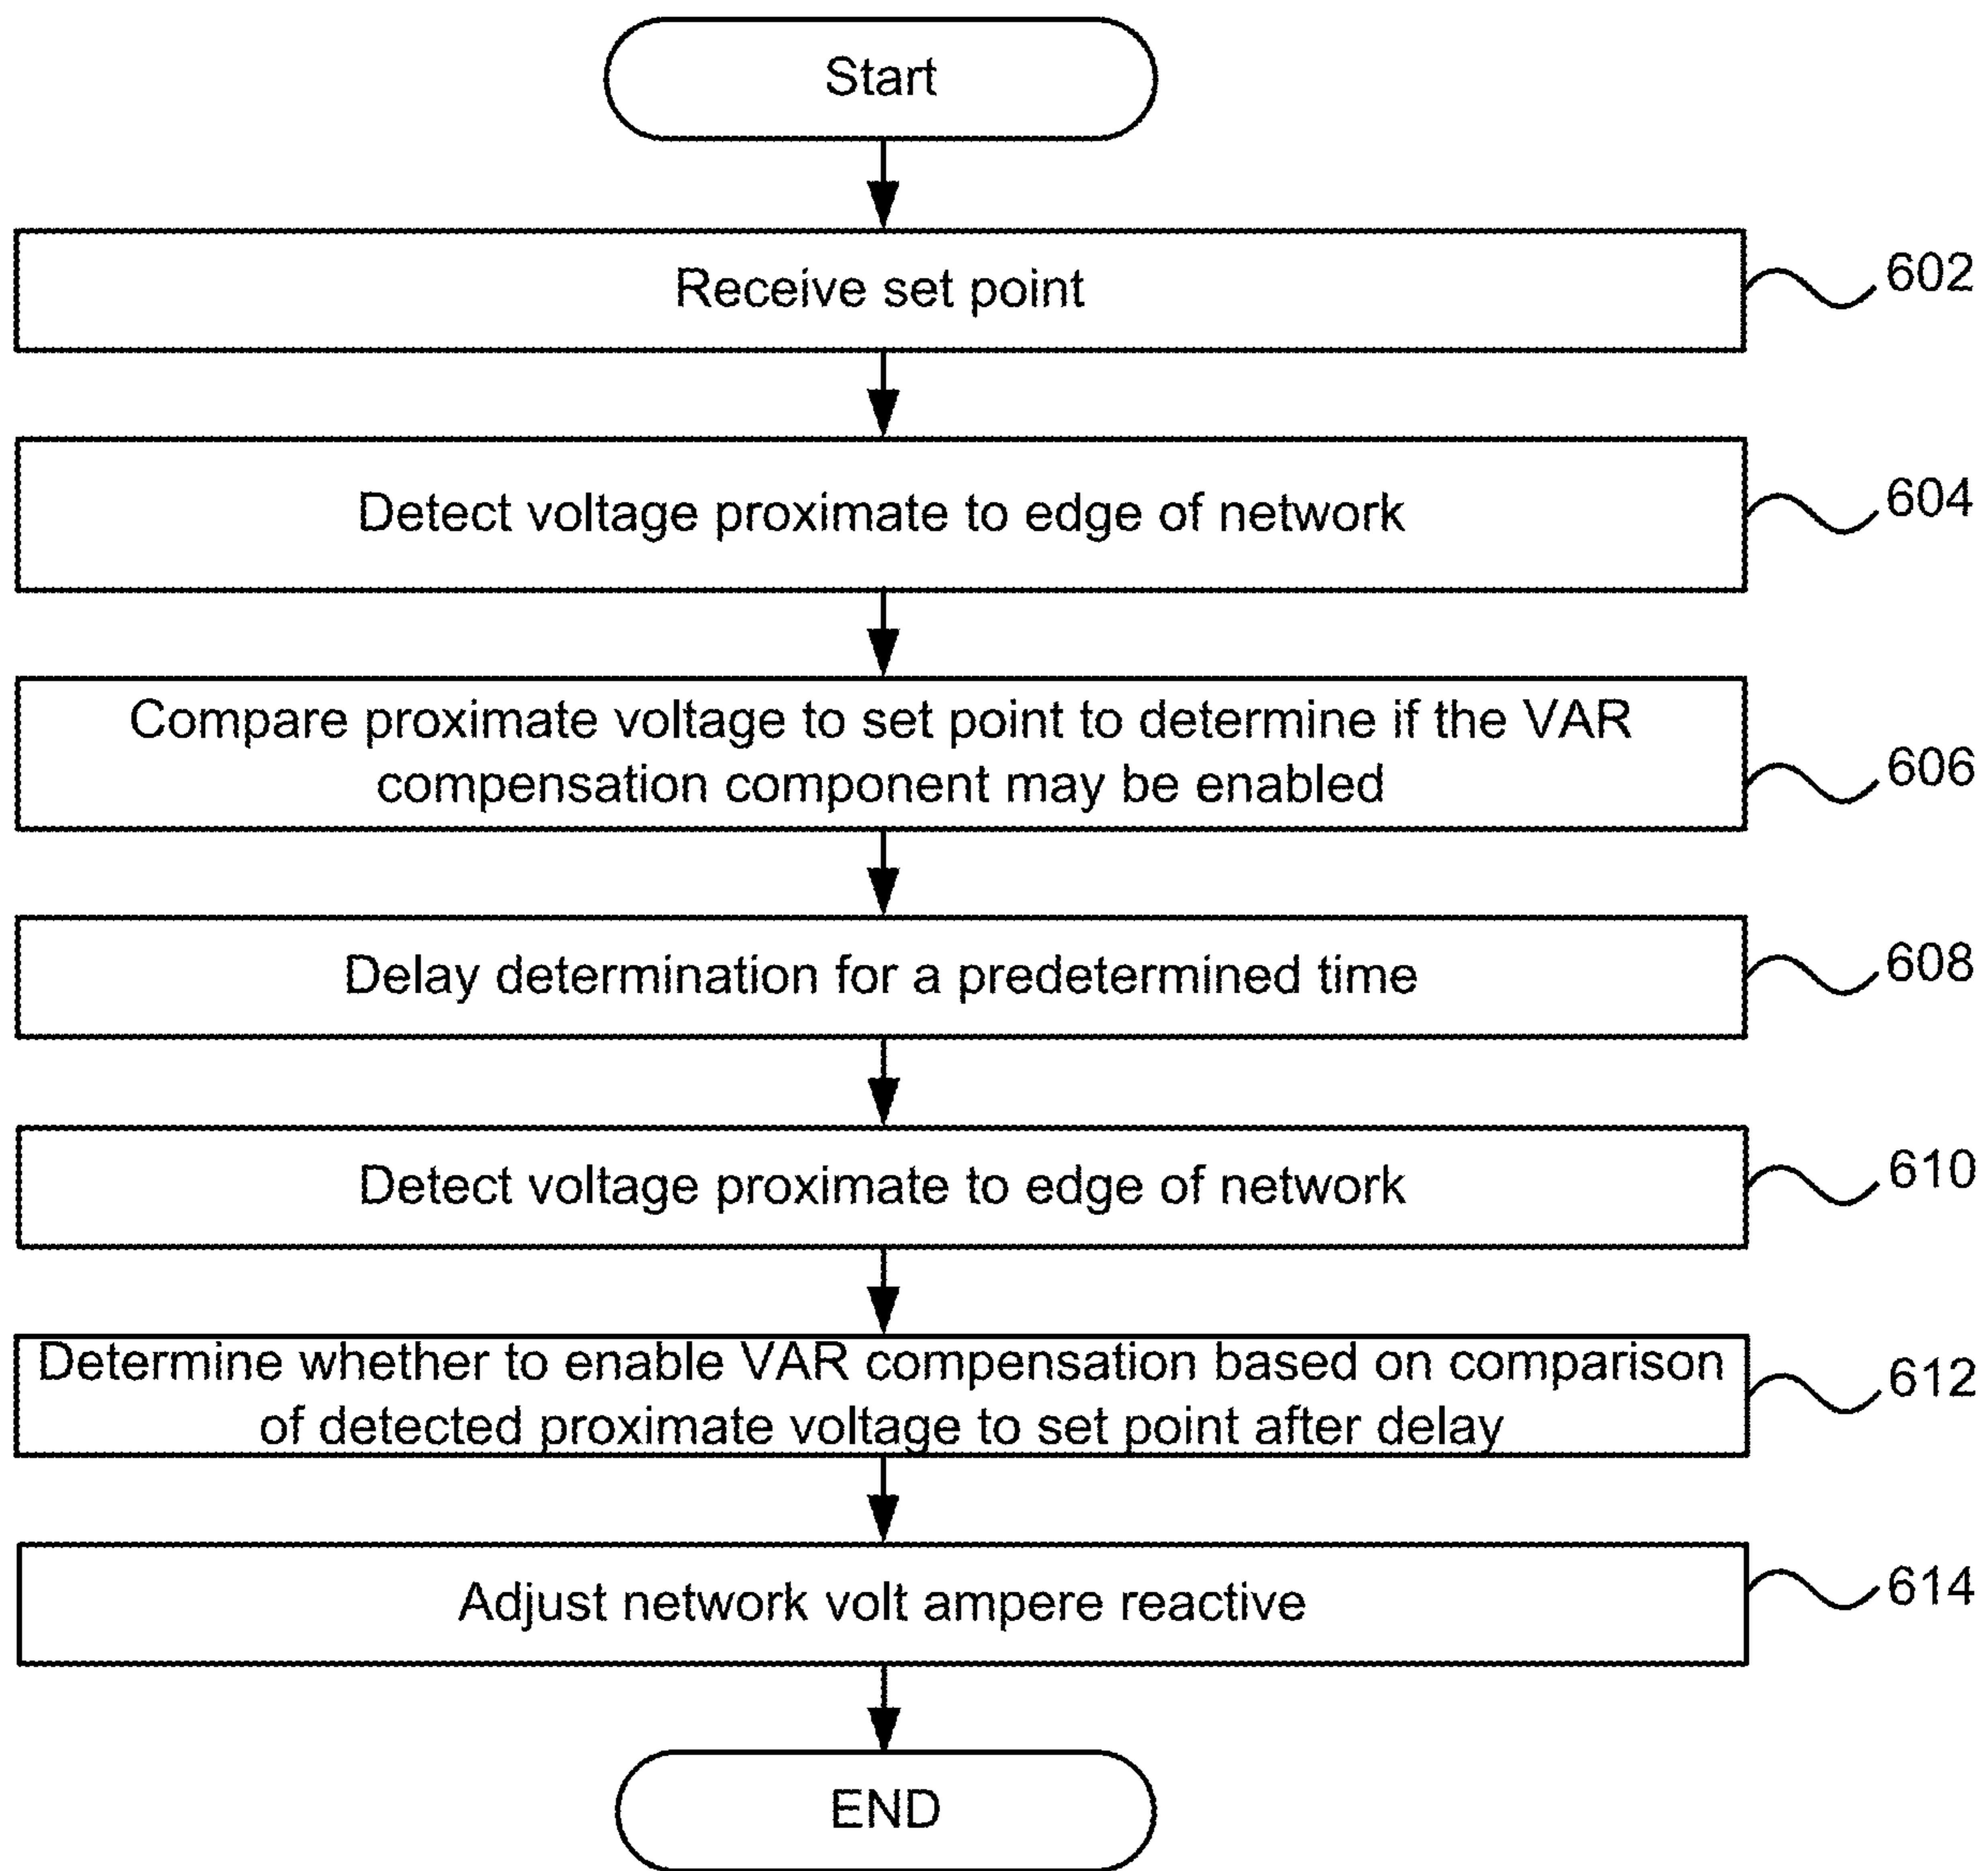 Start
Receive set point
602
Detect voltage proximate to edge of network
604
Compare proximate voltage to set point to determine if the VAR
compensation component may be enabled
606
Delay determination for a predetermined time
608
Detect voltage proximate to edge of network
610
Determine whether to enable VAR compensation based on comparison
of detected proximate voltage to set point after delay
612
Adjust network volt ampere reactive
614
END